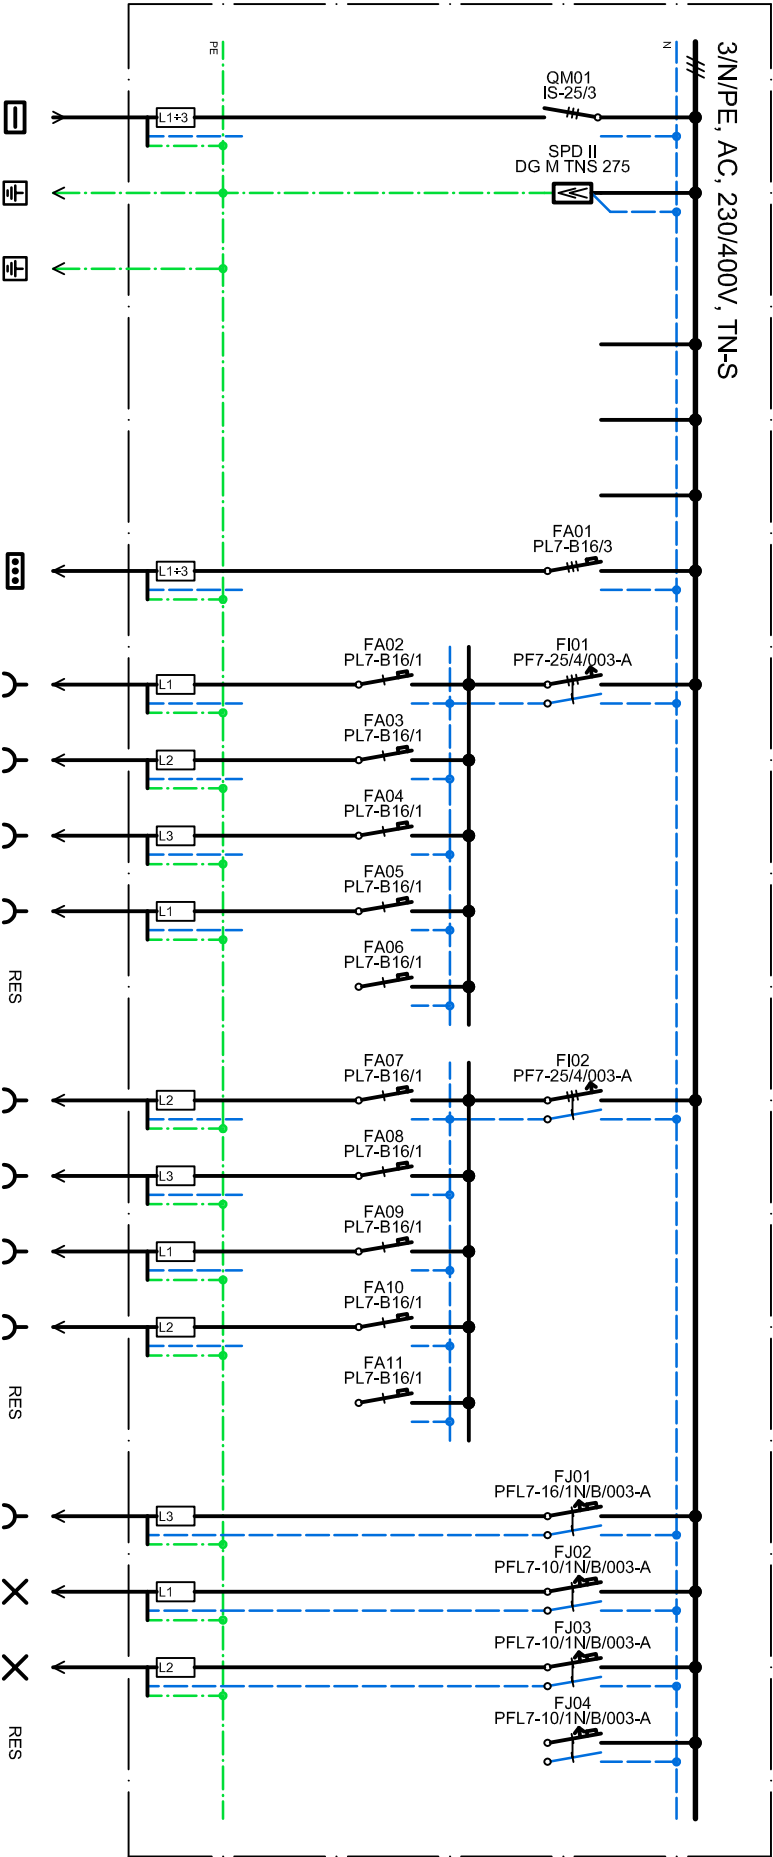 3/N/PE, AC, 230/400V, TN-S
PE
N
QM01
IS-25/3
L1÷3
SPD II
DG M TNS 275
FA01
PL7-B16/3
L1÷3
FA02
PL7-B16/1
FI01
PF7-25/4/003-A
L1
FA03
PL7-B16/1
L2
FA04
PL7-B16/1
L3
FA05
PL7-B16/1
L1
FA06
PL7-B16/1
RES
FA07
PL7-B16/1
FI02
PF7-25/4/003-A
L2
FA08
PL7-B16/1
L3
FA09
PL7-B16/1
L1
FA10
PL7-B16/1
L2
FA11
PL7-B16/1
RES
FJ01
PFL7-16/1N/B/003-A
L3
FJ02
PFL7-10/1N/B/003-A
L1
FJ03
PFL7-10/1N/B/003-A
L2
FJ04
PFL7-10/1N/B/003-A
RES